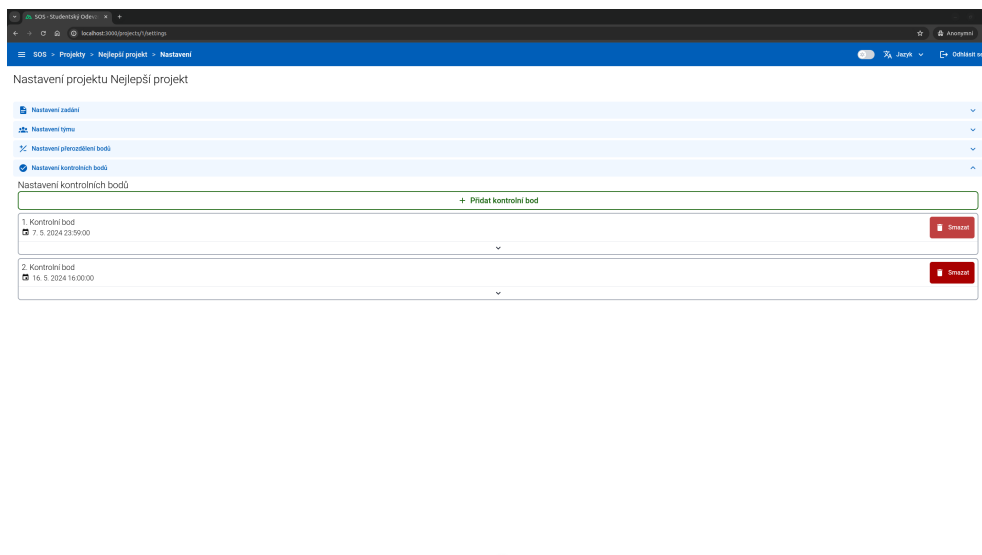 SOS - Studentský Odev
localhost:3000/projects/1/settings
Anonymní
SOS > Projekty > Nejlepší projekt > Nastavení
Jazyk
Odhlásit se
Nastavení projektu Nejlepší projekt
Nastavení zadání
Nastavení týmu
Nastavení přerozdělení bodů
Nastavení kontrolních bodů
Nastavení kontrolních bodů
+ Přidat kontrolní bod
1. Kontrolní bod
7. 5. 2024 23:59:00
Smazat
2. Kontrolní bod
16. 5. 2024 16:00:00
Smazat